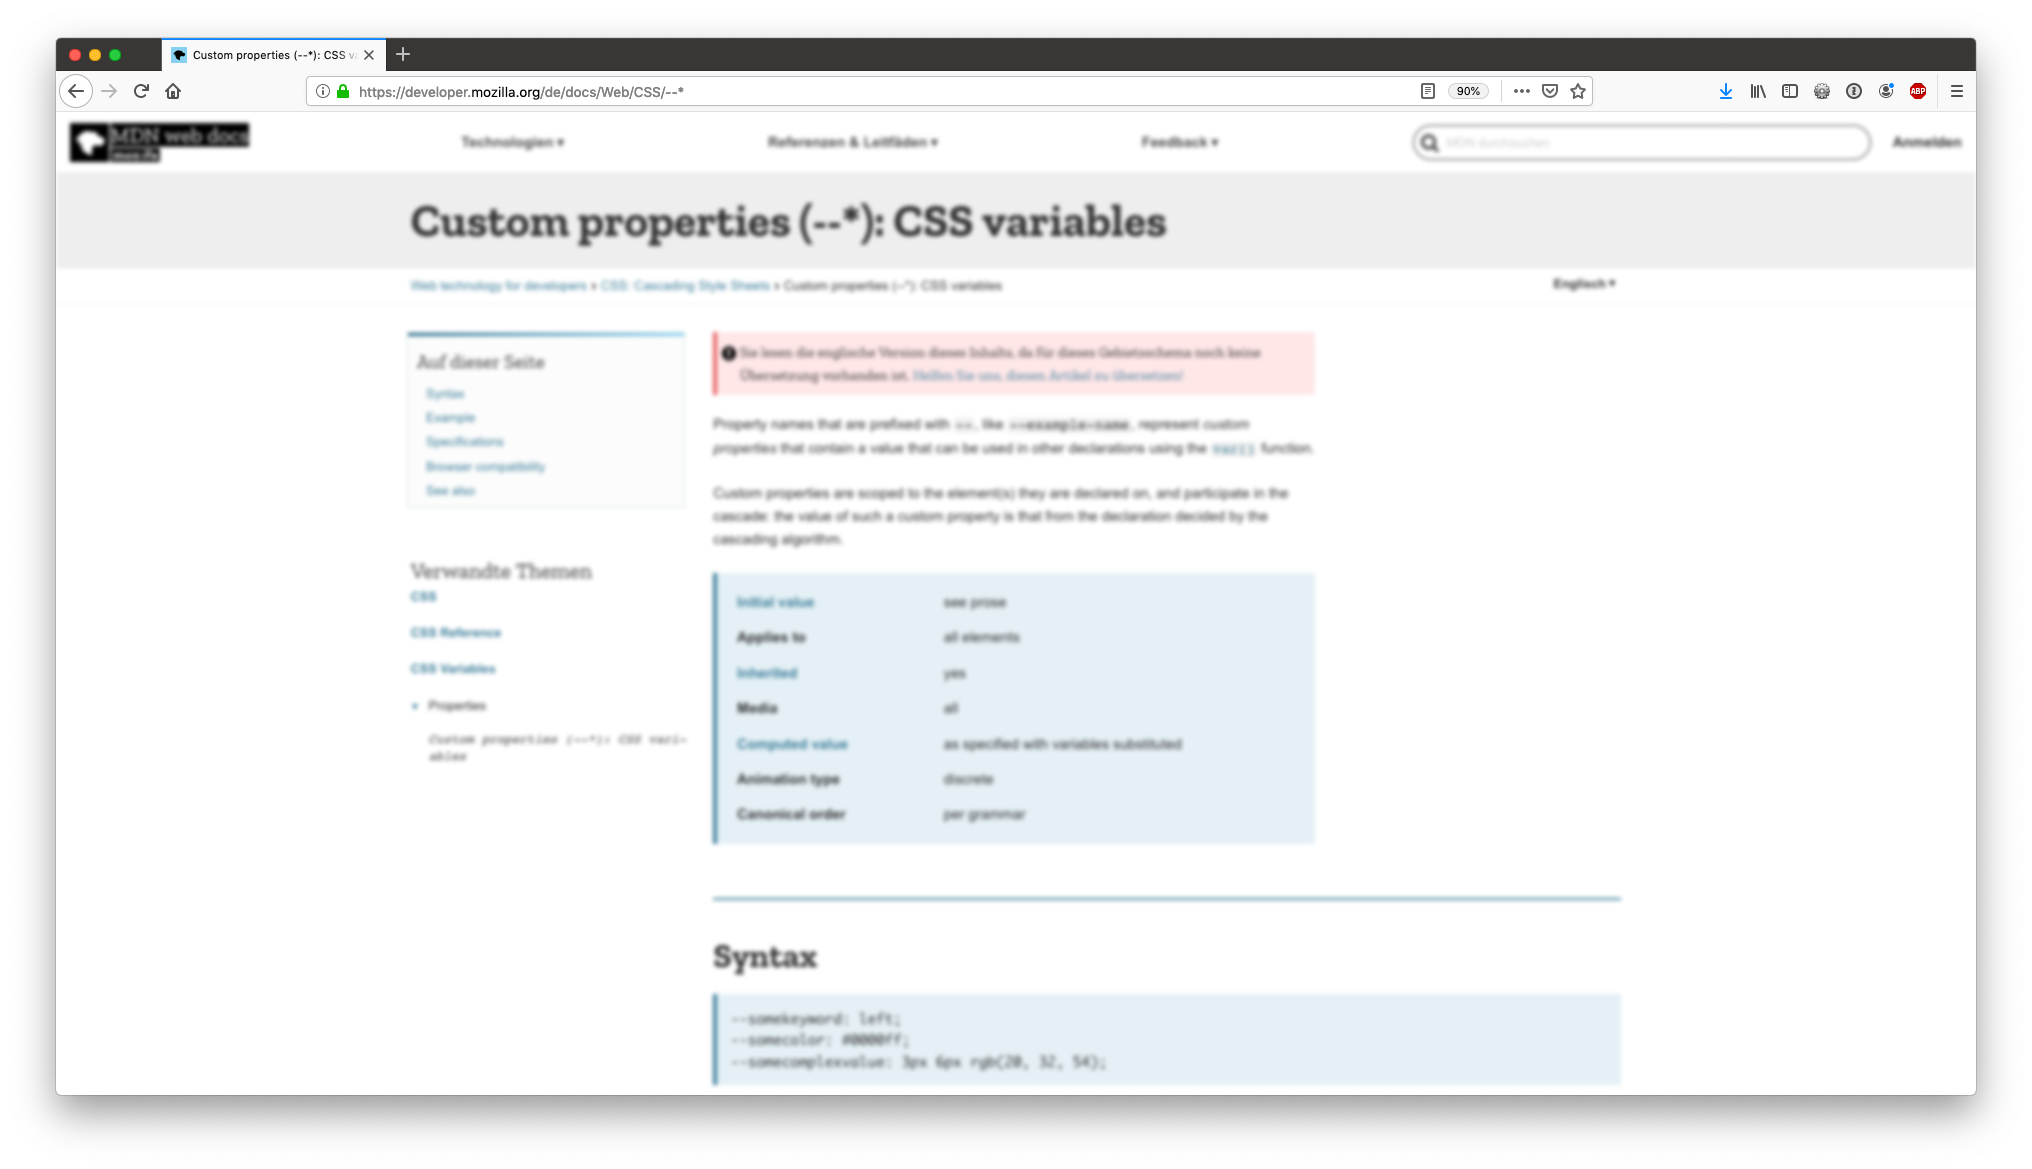 Custom properties (--*): CSS va
https://developer.mozilla.org/de/docs/Web/CSS/--*
90%
ABP
MDN web docs
moz://a
Technologien ▾
Referenzen & Leitfäden ▾
Feedback ▾
MDN durchsuchen
Anmelden
Custom properties (--*): CSS variables
Web technology for developers › CSS: Cascading Style Sheets › Custom properties (--*): CSS variables
Englisch ▾
Auf dieser Seite
Syntax
Example
Specifications
Browser compatibility
See also
Verwandte Themen
CSS
CSS Reference
CSS Variables
Properties
Custom properties (--*): CSS vari-
ables
Sie lesen die englische Version dieses Inhalts, da für dieses Gebietsschema noch keine
Übersetzung vorhanden ist. Helfen Sie uns, diesen Artikel zu übersetzen!
Property names that are prefixed with --, like --example-name, represent custom
properties that contain a value that can be used in other declarations using the var() function.
Custom properties are scoped to the element(s) they are declared on, and participate in the
cascade: the value of such a custom property is that from the declaration decided by the
cascading algorithm.
Initial value see prose
Applies to all elements
Inherited yes
Media all
Computed value as specified with variables substituted
Animation type discrete
Canonical order per grammar
Syntax
--somekeyword: left;
--somecolor: #0000ff;
--somecomplexvalue: 3px 6px rgb(20, 32, 54);